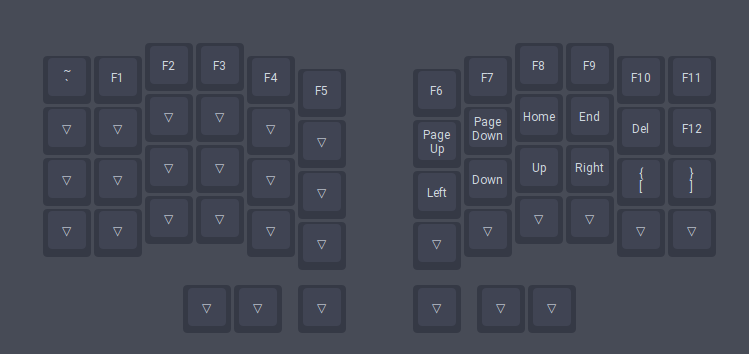 ~ F1 F2 F3 F4 F5 F6 F7 F8 F9 F10 F11
`
▽ ▽ ▽ ▽ ▽ ▽ Page Page Home End Del F12
Up Down
▽ ▽ ▽ ▽ ▽ ▽ Left Down Up Right { }
[ ]
▽ ▽ ▽ ▽ ▽ ▽ ▽ ▽ ▽ ▽ ▽ ▽
▽ ▽ ▽ ▽ ▽ ▽